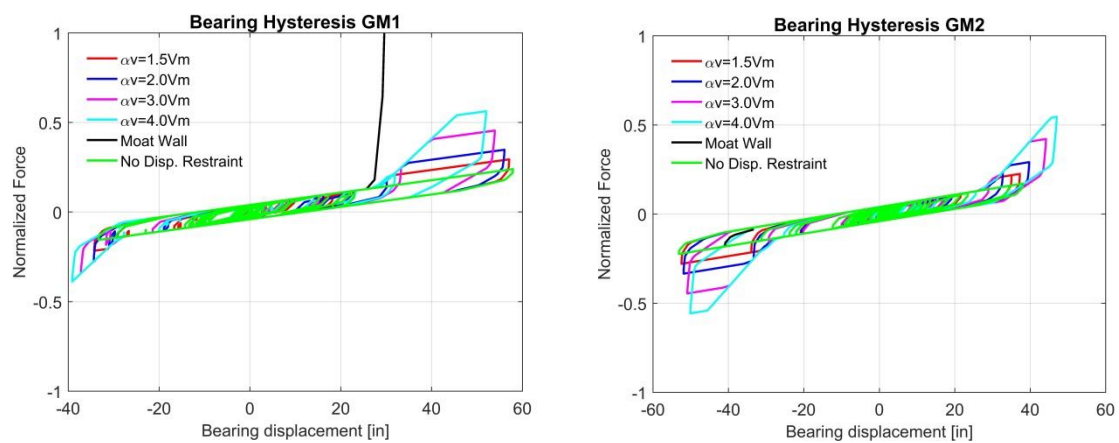 Bearing Hysteresis GM1
1
0.5
0
-0.5
-1
Normalized Force
αv=1.5Vm
αv=2.0Vm
αv=3.0Vm
αv=4.0Vm
Moat Wall
No Disp. Restraint
-40 -20 0 20 40 60
Bearing displacement [in]
Bearing Hysteresis GM2
1
0.5
0
-0.5
-1
Normalized Force
αv=1.5Vm
αv=2.0Vm
αv=3.0Vm
αv=4.0Vm
Moat Wall
No Disp. Restraint
-60 -40 -20 0 20 40 60
Bearing displacement [in]